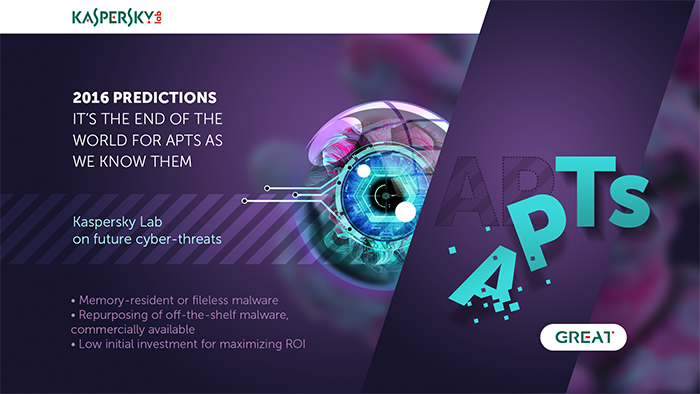 KASPERSKY lab
2016 PREDICTIONS
IT'S THE END OF THE
WORLD FOR APTS AS
WE KNOW THEM
Kaspersky Lab
on future cyber-threats
• Memory-resident or fileless malware
• Repurposing of off-the-shelf malware,
commercially available
• Low initial investment for maximizing ROI
AP
APTs
GREAT